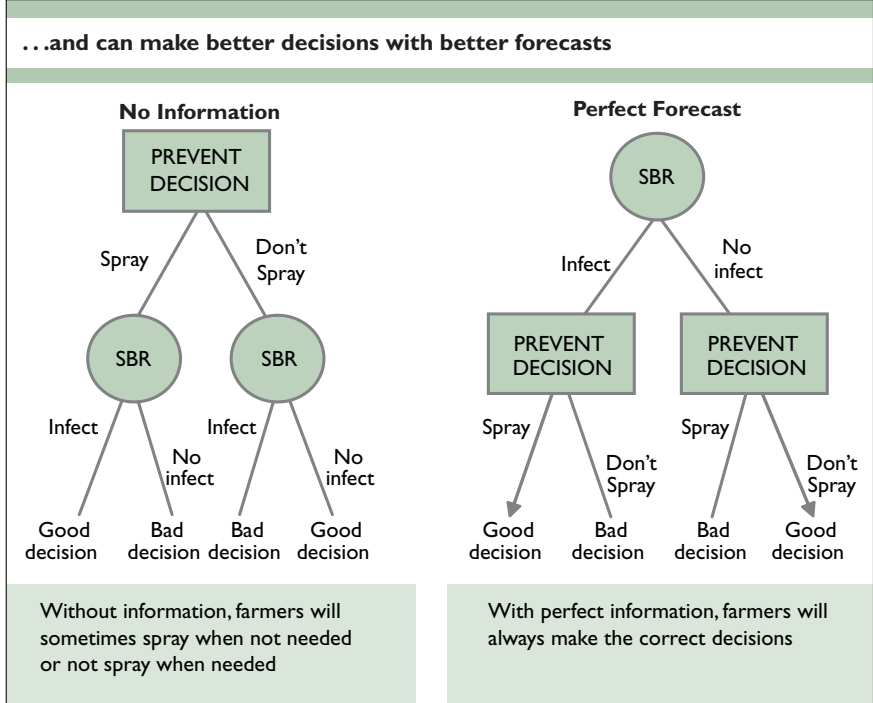 ...and can make better decisions with better forecasts
No Information
PREVENT
DECISION
Spray
Don't
Spray
SBR
SBR
Infect
No
infect
Infect
No
infect
Good
decision
Bad
decision
Bad
decision
Good
decision
Without information, farmers will
sometimes spray when not needed
or not spray when needed
Perfect Forecast
SBR
Infect
No
infect
PREVENT
DECISION
PREVENT
DECISION
Spray
Don't
Spray
Spray
Don't
Spray
Good
decision
Bad
decision
Bad
decision
Good
decision
With perfect information, farmers will
always make the correct decisions